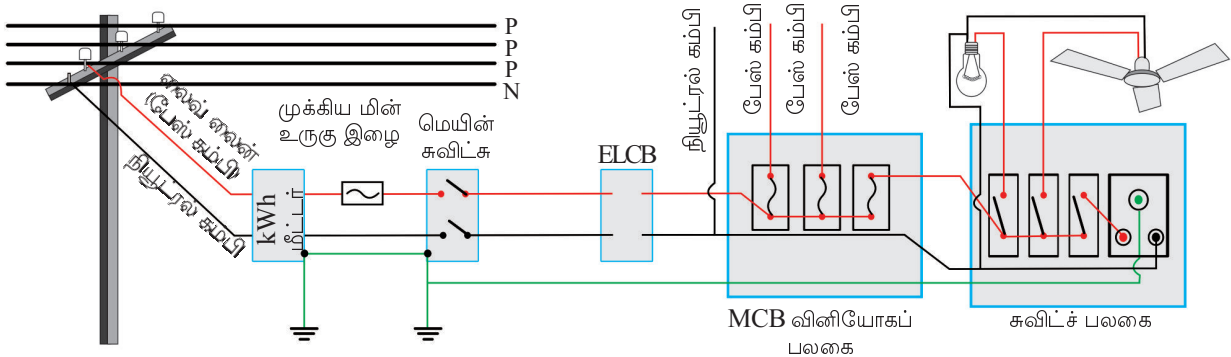 P
P
P
N
லைவ் லைன்
(பேஸ் கம்பி)
நியூட்ரல் கம்பி
kWh
மீட்டர்
முக்கிய மின்
உருகு இழை
மெயின்
சுவிட்சு
ELCB
நியூட்ரல் கம்பி
பேஸ் கம்பி
பேஸ் கம்பி
பேஸ் கம்பி
MCB வினியோகப்
பலகை
சுவிட்ச் பலகை